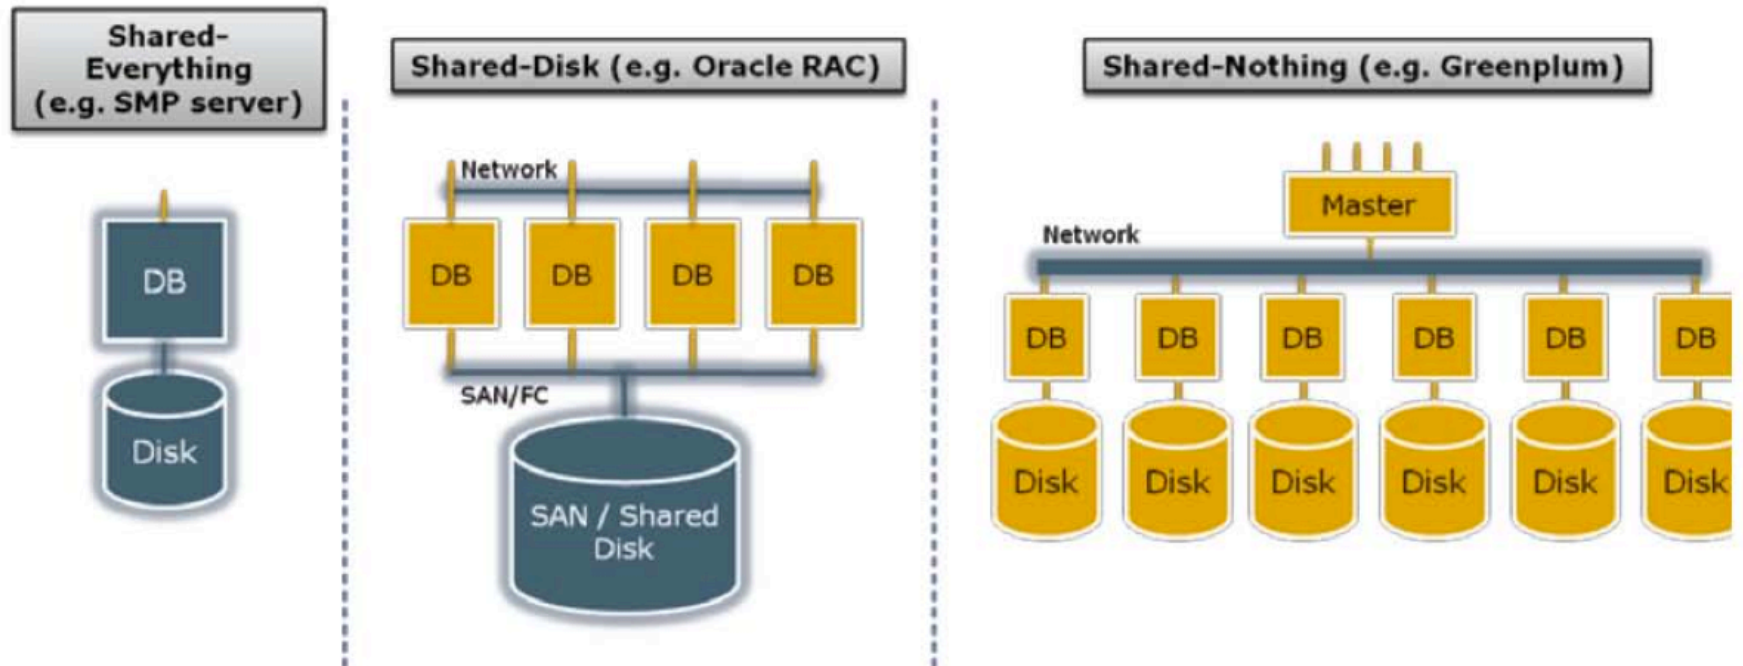 Shared-
Everything
(e.g. SMP server)
DB
Disk
Shared-Disk (e.g. Oracle RAC)
Network
DB
DB
DB
DB
SAN/FC
SAN / Shared
Disk
Shared-Nothing (e.g. Greenplum)
Master
Network
DB
DB
DB
DB
DB
DB
Disk
Disk
Disk
Disk
Disk
Disk